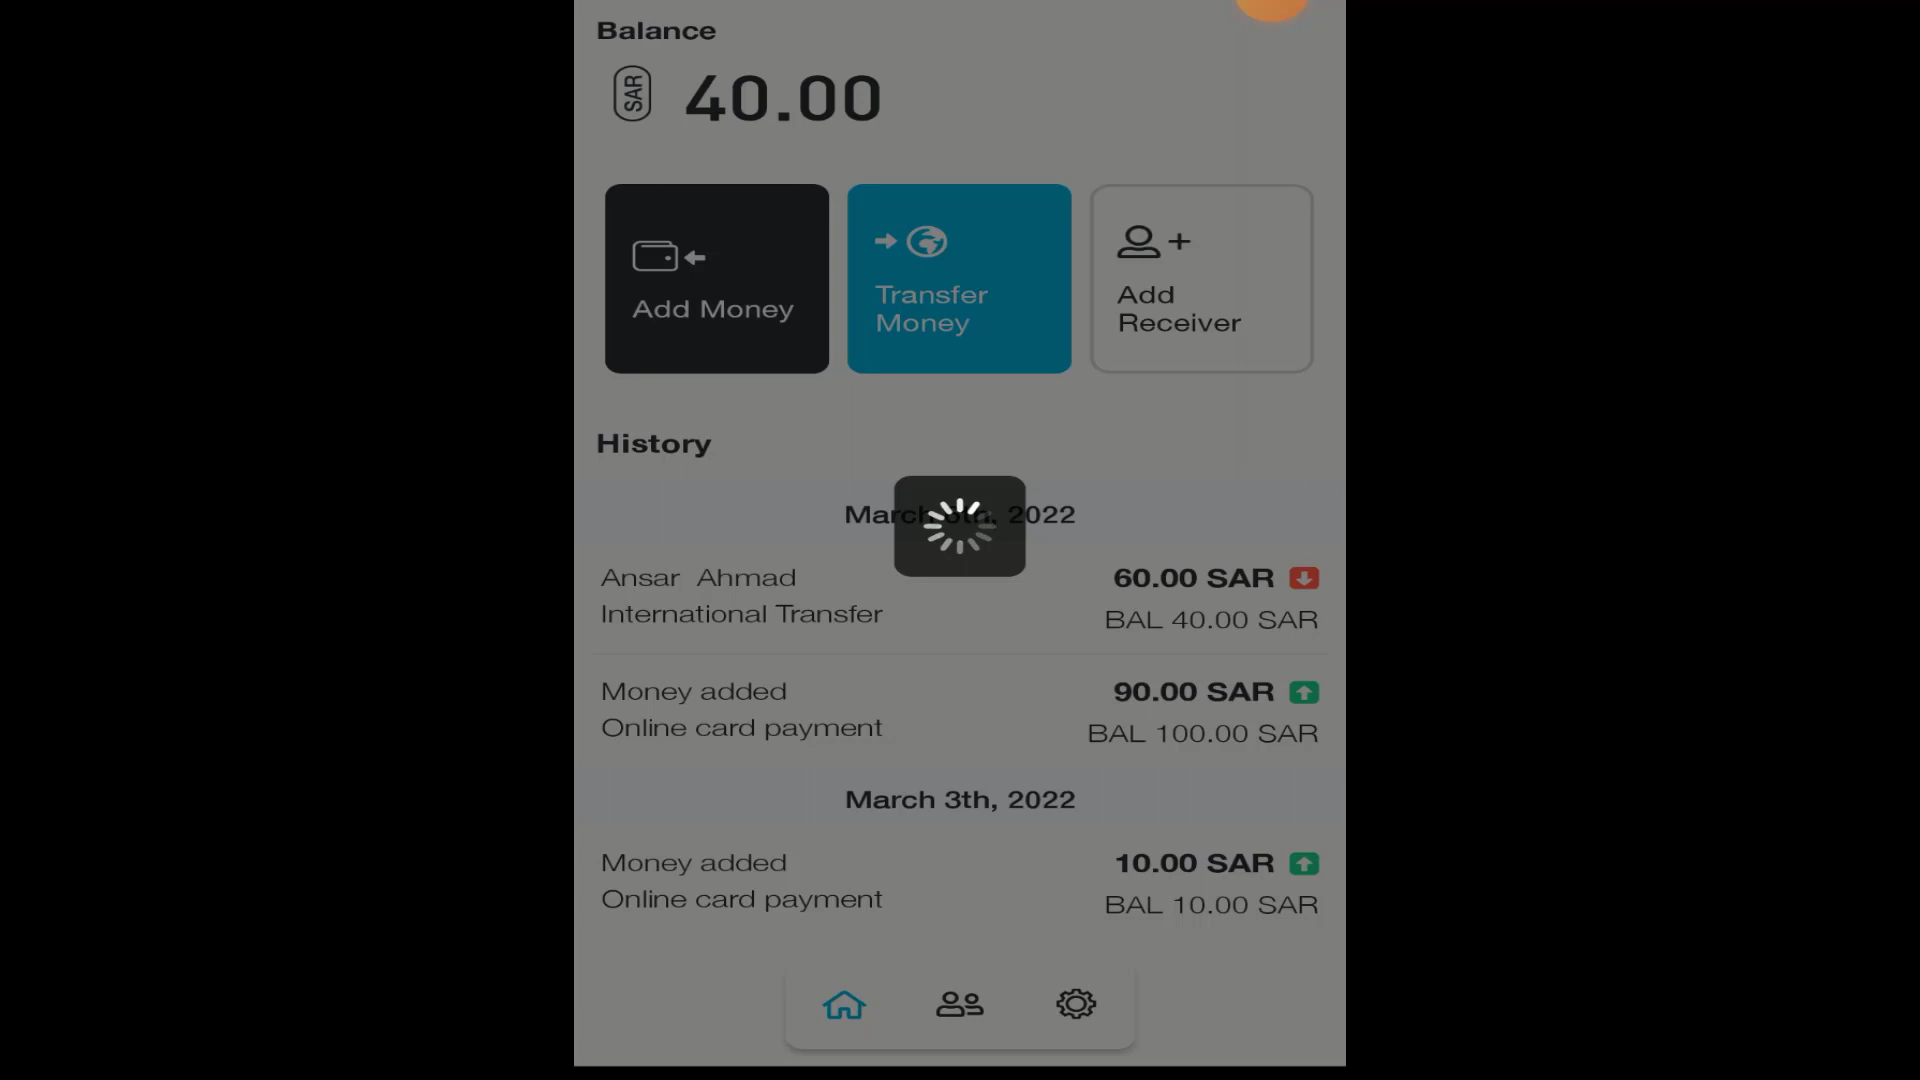 Balance
SAR 40.00
Add Money
Transfer
Money
Add
Receiver
History
March 6th, 2022
Ansar Ahmad 60.00 SAR
International Transfer BAL 40.00 SAR
Money added 90.00 SAR
Online card payment BAL 100.00 SAR
March 3th, 2022
Money added 10.00 SAR
Online card payment BAL 10.00 SAR